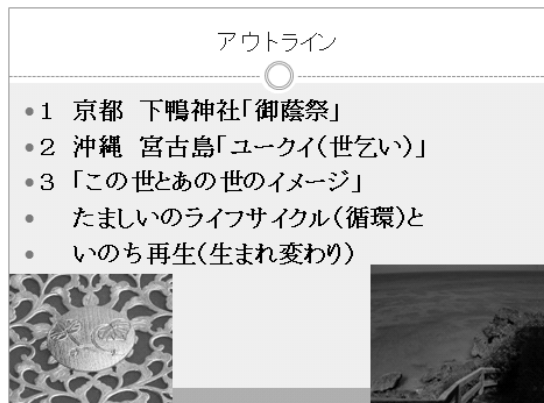 アウトライン
•1 京都 下鴨神社「御蔭祭」
•2 沖縄 宮古島「ユークイ(世乞い)」
•3 「この世とあの世のイメージ」
• たましいのライフサイクル(循環)と
• いのち再生(生まれ変わり)